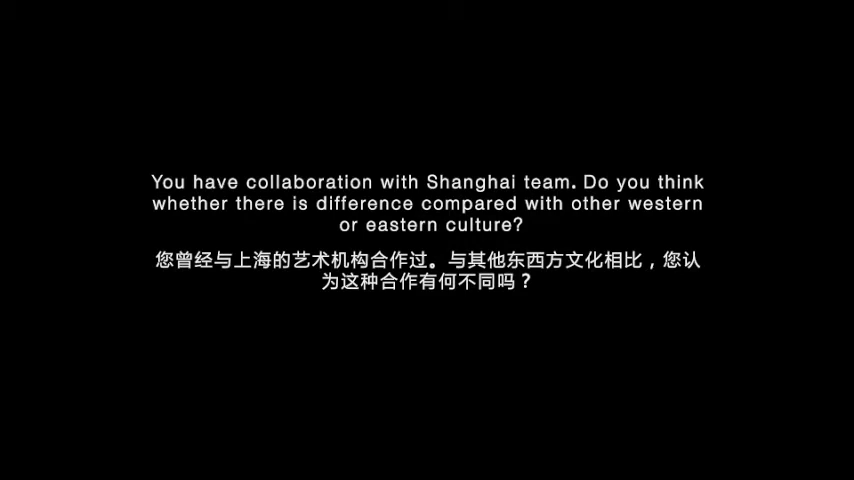 You have collaboration with Shanghai team. Do you think
whether there is difference compared with other western
or eastern culture?
您曾经与上海的艺术机构合作过。与其他东西方文化相比，您认
为这种合作有何不同吗？